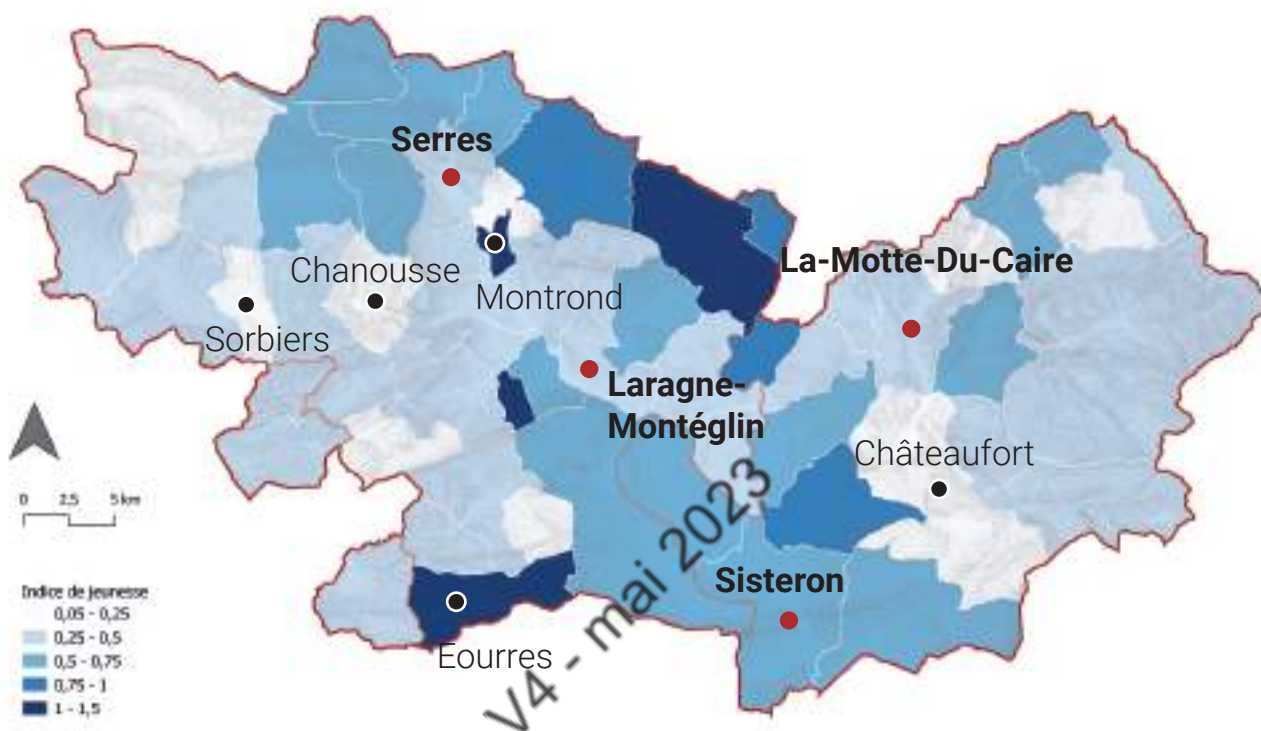 Serres
La-Motte-Du-Caire
Chanousse
Montrond
Sorbiers
Laragne-
Montéglin
Châteaufort
0 2,5 5 km
V4 - mai 2023
Sisteron
Indice de jeunesse
0,05 - 0,25
0,25 - 0,5
0,5 - 0,75
0,75 - 1
1 - 1,5
Eourres